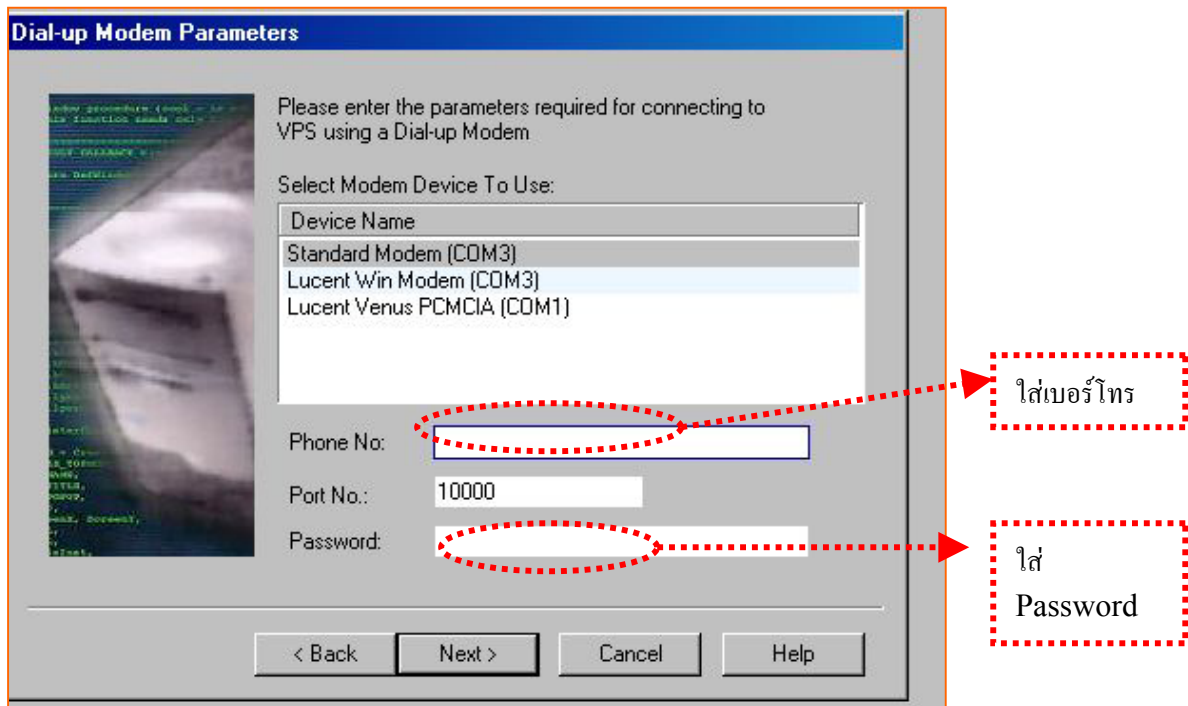 Dial-up Modem Parameters
Please enter the parameters required for connecting to
VPS using a Dial-up Modem
Select Modem Device To Use:
Device Name
Standard Modem (COM3)
Lucent Win Modem (COM3)
Lucent Venus PCMCIA (COM1)
Phone No:
ใส่เบอร์โทร
Port No.: 10000
Password:
ใส่
Password
< Back Next > Cancel Help